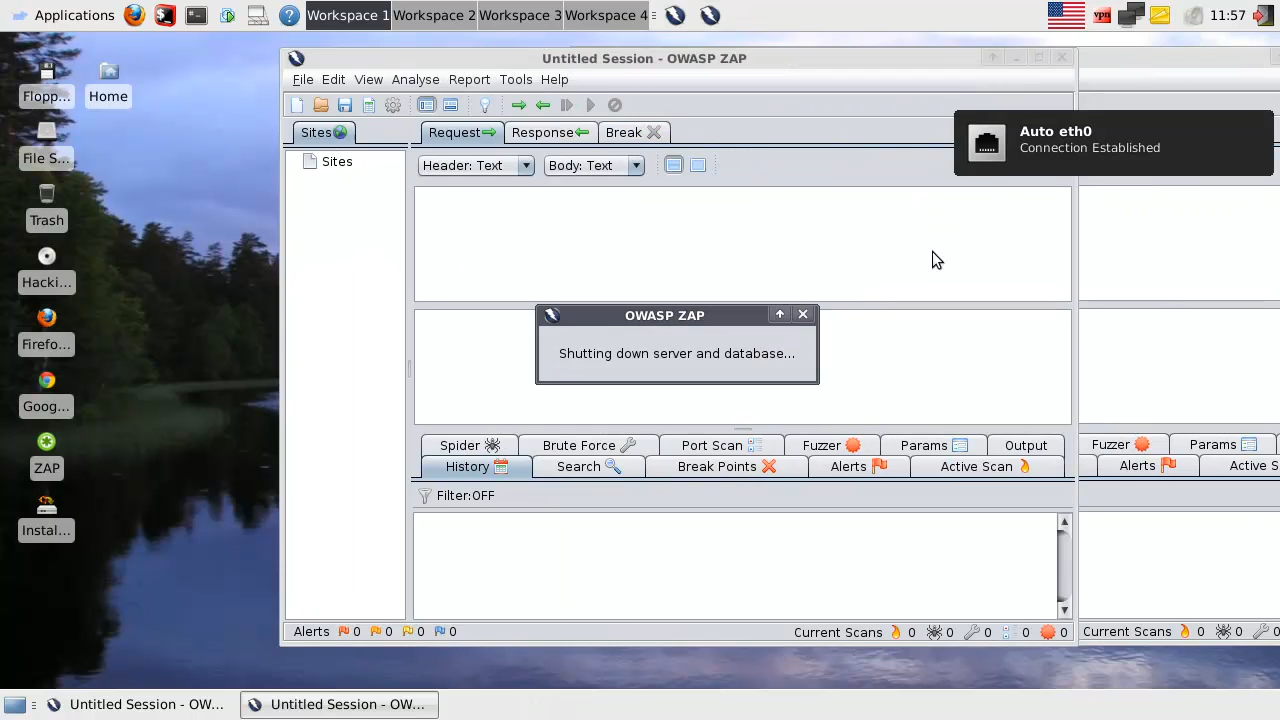 Applications
Workspace 1
Workspace 2
Workspace 3
Workspace 4
vpn
11:57
Flopp...
Home
File S...
Trash
Hacki...
Firefo...
Goog...
ZAP
Instal...
Untitled Session - OWASP ZAP
File Edit View Analyse Report Tools Help
Sites
Request
Response
Break
Sites
Header: Text
Body: Text
Auto eth0
Connection Established
OWASP ZAP
Shutting down server and database...
Spider
Brute Force
Port Scan
Fuzzer
Params
Output
Fuzzer
Params
History
Search
Break Points
Alerts
Active Scan
Alerts
Active S
Filter:OFF
Alerts 0 0 0 0
Current Scans 0 0 0 0 0
Current Scans 0 0
Untitled Session - OW...
Untitled Session - OW...